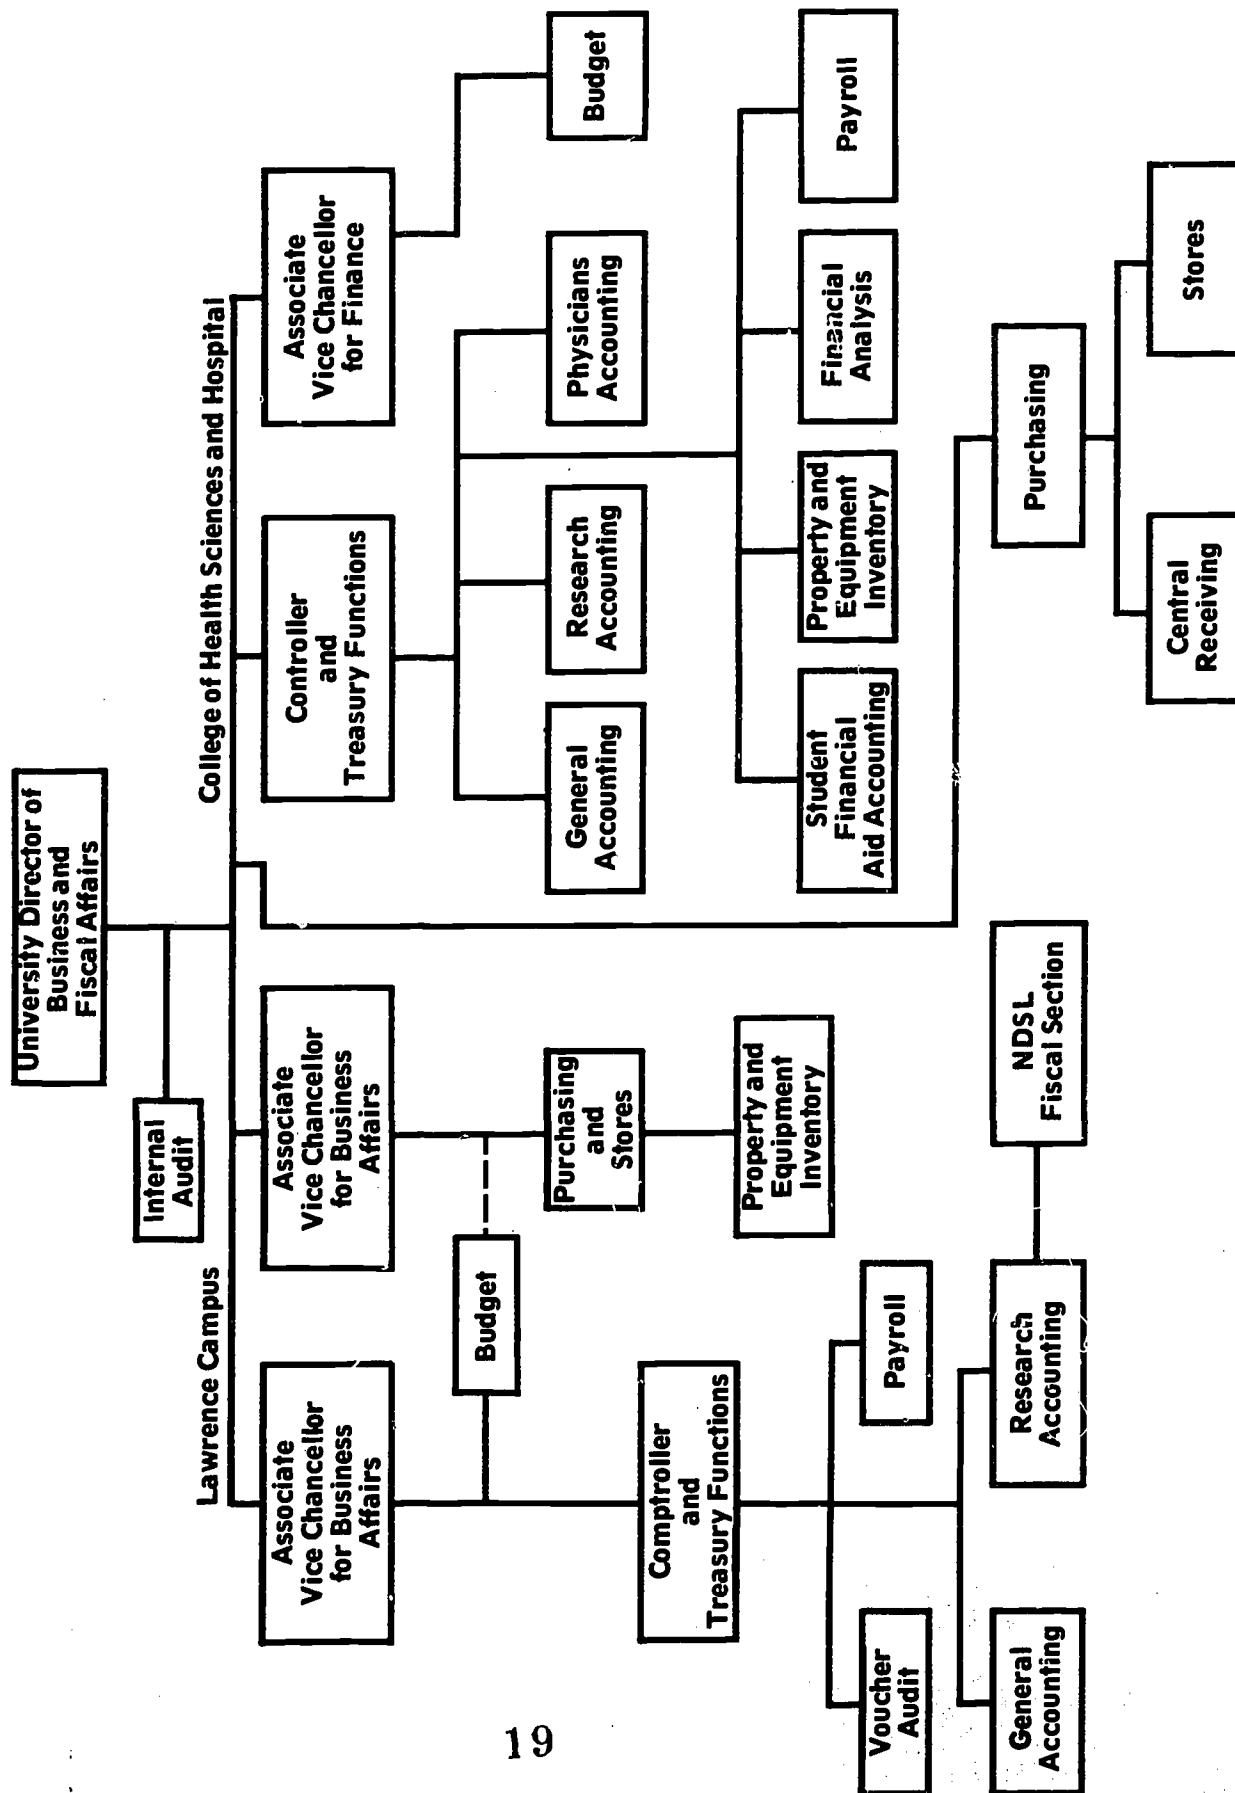 University Director of
Business and
Fiscal Affairs
Internal
Audit
Lawrence Campus
College of Health Sciences and Hospital
Associate
Vice Chancellor
for Business
Affairs
Associate
Vice Chancellor
for Business
Affairs
Controller
and
Treasury Functions
Associate
Vice Chancellor
for Finance
Budget
Purchasing
and
Stores
General
Accounting
Research
Accounting
Physicians
Accounting
Budget
Comptroller
and
Treasury Functions
Property and
Equipment
Inventory
Student
Financial
Aid Accounting
Property and
Equipment
Inventory
Financial
Analysis
Payroll
Voucher
Audit
Payroll
General
Accounting
Research
Accounting
NDSL
Fiscal Section
Purchasing
Central
Receiving
Stores
19